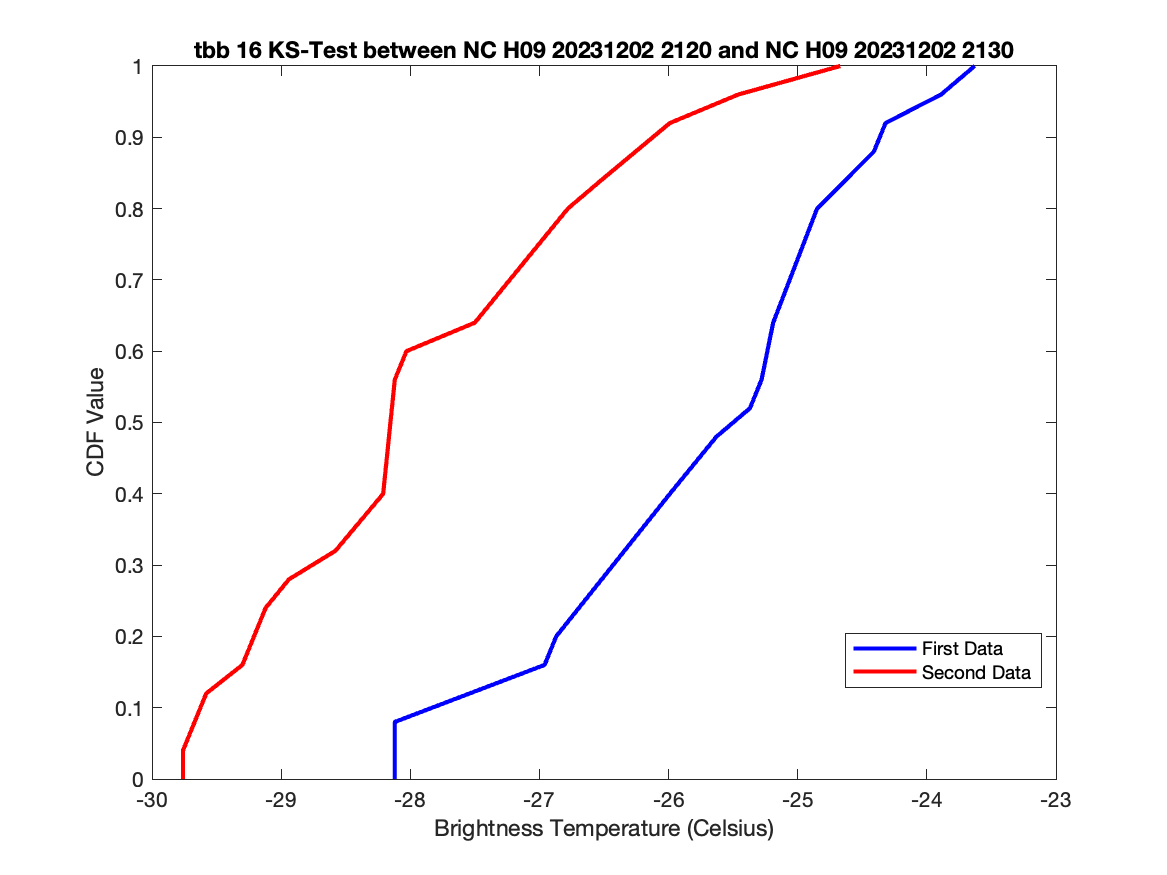 tbb 16 KS-Test between NC H09 20231202 2120 and NC H09 20231202 2130
1
0.9
0.8
0.7
0.6
0.5
0.4
0.3
0.2
0.1
0
CDF Value
First Data
Second Data
-30 -29 -28 -27 -26 -25 -24 -23
Brightness Temperature (Celsius)